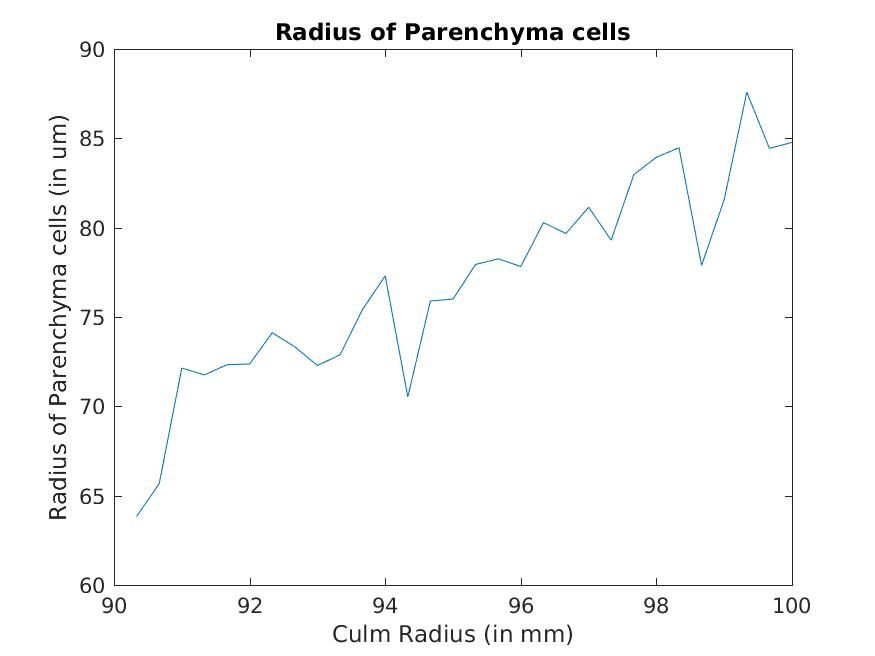 Radius of Parenchyma cells
Radius of Parenchyma cells (in um)
90
85
80
75
70
65
60
90 92 94 96 98 100
Culm Radius (in mm)